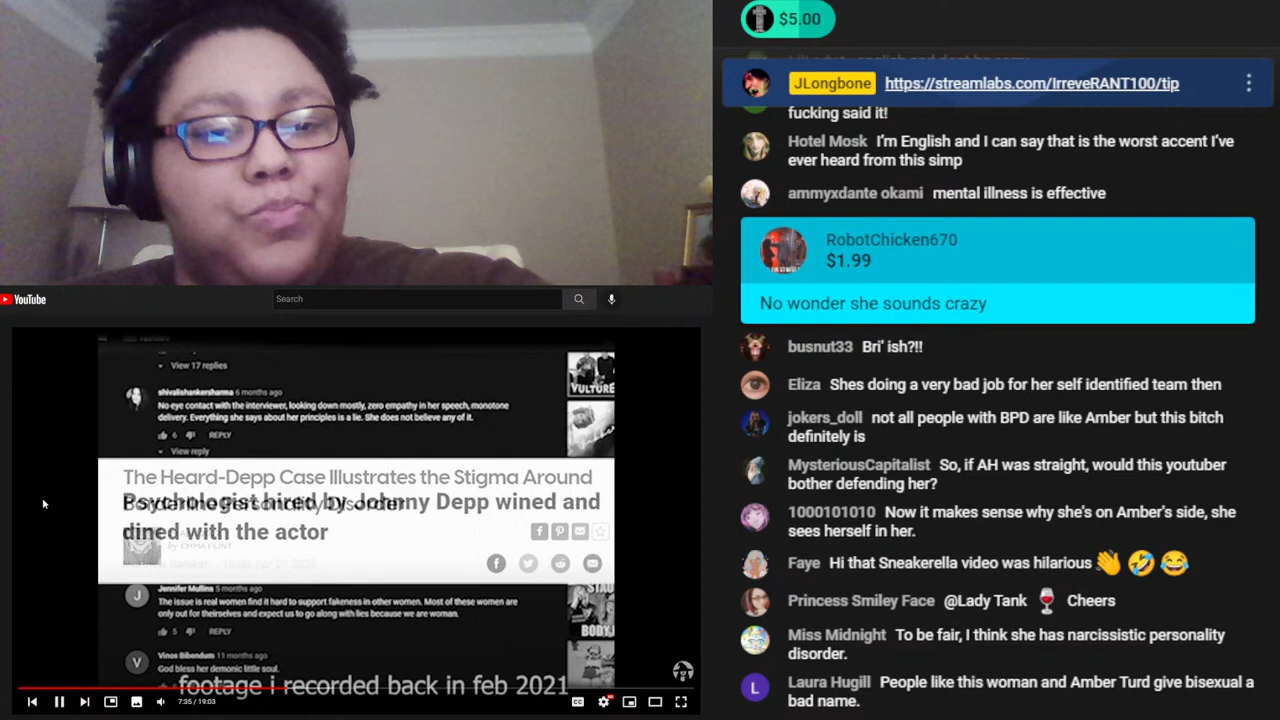 $5.00
JLongbone https://streamlabs.com/IrreveRANT100/tip
fucking said it!
Hotel Mosk I'm English and I can say that is the worst accent I've
ever heard from this simp
ammyxdante okami mental illness is effective
RobotChicken670
$1.99
No wonder she sounds crazy
busnut33 Bri' ish?!!
Eliza Shes doing a very bad job for her self identified team then
jokers_doll not all people with BPD are like Amber but this bitch
definitely is
MysteriousCapitalist So, if AH was straight, would this youtuber
bother defending her?
1000101010 Now it makes sense why she's on Amber's side, she
sees herself in her.
Faye Hi that Sneakerella video was hilarious 👋 🤣 😂
Princess Smiley Face @Lady Tank 🍷 Cheers
Miss Midnight To be fair, I think she has narcissistic personality
disorder.
L Laura Hugill People like this woman and Amber Turd give bisexual a
bad name.
YouTube
Search
View 17 replies
shivalishankersharma 6 months ago
No eye contact with the interviewer, looking down mostly, zero empathy in her speech, monotone
delivery. Everything she says about her principles is a lie. She does not believe any of it.
6 REPLY
View reply
VULTURE
The Heard-Depp Case Illustrates the Stigma Around
Borderline Personality Disorder
Psychologist hired by Johnny Depp wined and
dined with the actor
by EMMA FLINT
J Jennifer Mullins 5 months ago
The issue is real women find it hard to support fakeness in other women. Most of these women are
only out for theirselves and expect us to go along with lies because we are woman.
5 REPLY
V Vinos Bibendum 11 months ago
God bless her demonic little soul.
footage i recorded back in feb 2021
7:35 / 19:03